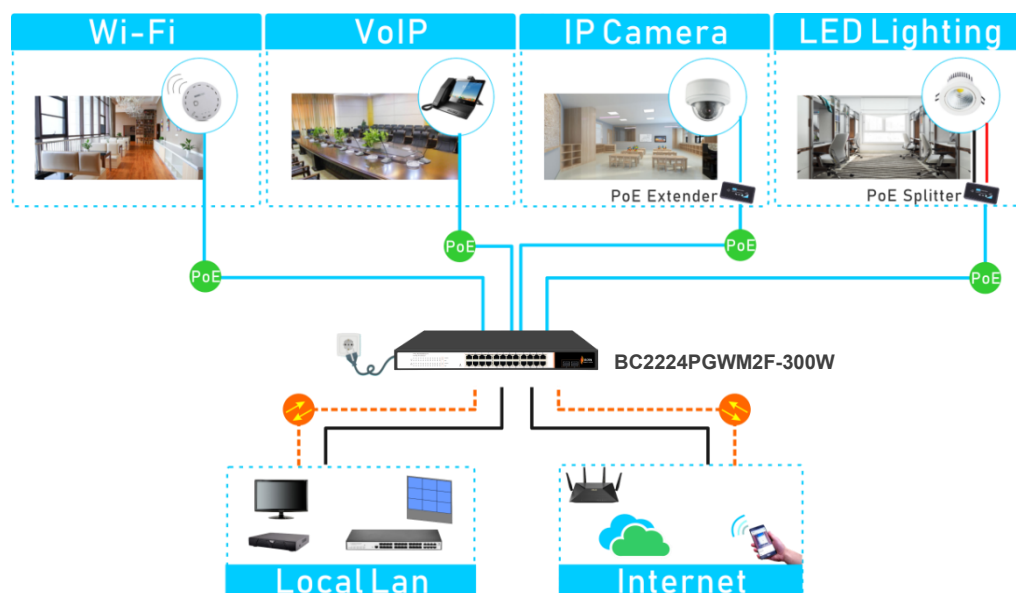 Wi-Fi
VoIP
IP Camera
LED Lighting
PoE Extender
PoE Splitter
PoE
PoE
PoE
PoE
BC2224PGWM2F-300W
Local Lan
Internet